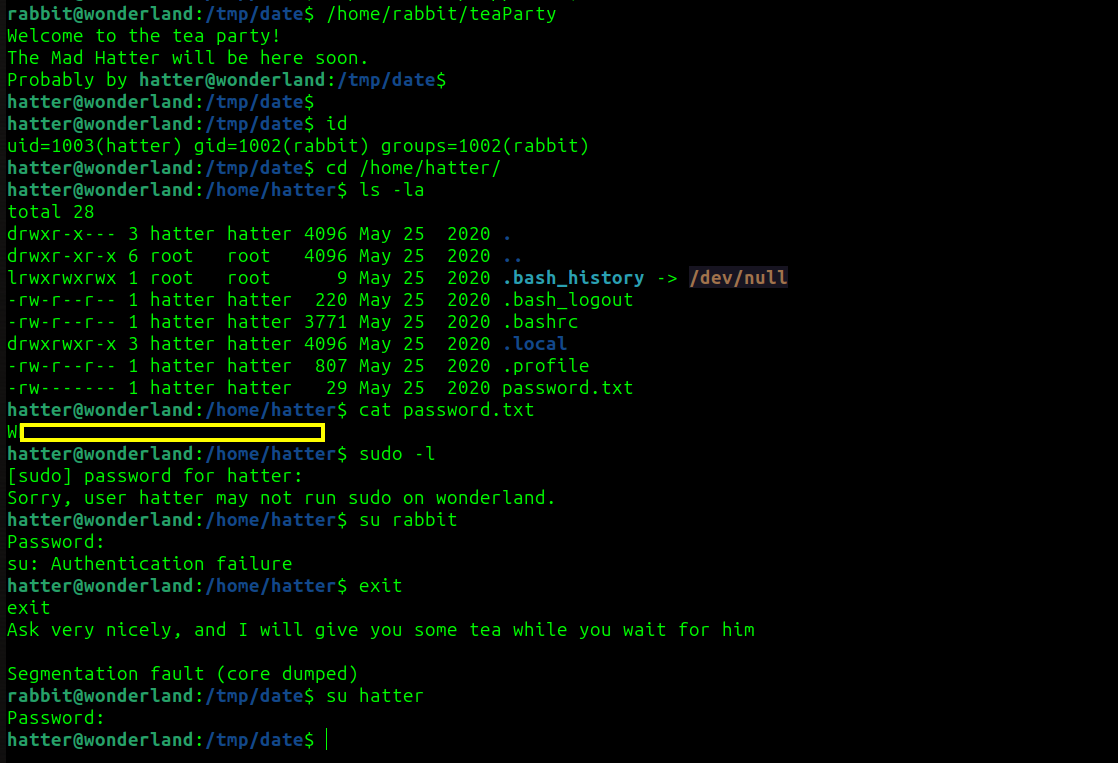 rabbit@wonderland:/tmp/date$ /home/rabbit/teaParty
Welcome to the tea party!
The Mad Hatter will be here soon.
Probably by hatter@wonderland:/tmp/date$
hatter@wonderland:/tmp/date$
hatter@wonderland:/tmp/date$ id
uid=1003(hatter) gid=1002(rabbit) groups=1002(rabbit)
hatter@wonderland:/tmp/date$ cd /home/hatter/
hatter@wonderland:/home/hatter$ ls -la
total 28
drwxr-x--- 3 hatter hatter 4096 May 25  2020 .
drwxr-xr-x 6 root   root   4096 May 25  2020 ..
lrwxrwxrwx 1 root   root      9 May 25  2020 .bash_history -> /dev/null
-rw-r--r-- 1 hatter hatter  220 May 25  2020 .bash_logout
-rw-r--r-- 1 hatter hatter 3771 May 25  2020 .bashrc
drwxrwxr-x 3 hatter hatter 4096 May 25  2020 .local
-rw-r--r-- 1 hatter hatter  807 May 25  2020 .profile
-rw------- 1 hatter hatter   29 May 25  2020 password.txt
hatter@wonderland:/home/hatter$ cat password.txt
W
hatter@wonderland:/home/hatter$ sudo -l
[sudo] password for hatter:
Sorry, user hatter may not run sudo on wonderland.
hatter@wonderland:/home/hatter$ su rabbit
Password:
su: Authentication failure
hatter@wonderland:/home/hatter$ exit
exit
Ask very nicely, and I will give you some tea while you wait for him
Segmentation fault (core dumped)
rabbit@wonderland:/tmp/date$ su hatter
Password:
hatter@wonderland:/tmp/date$